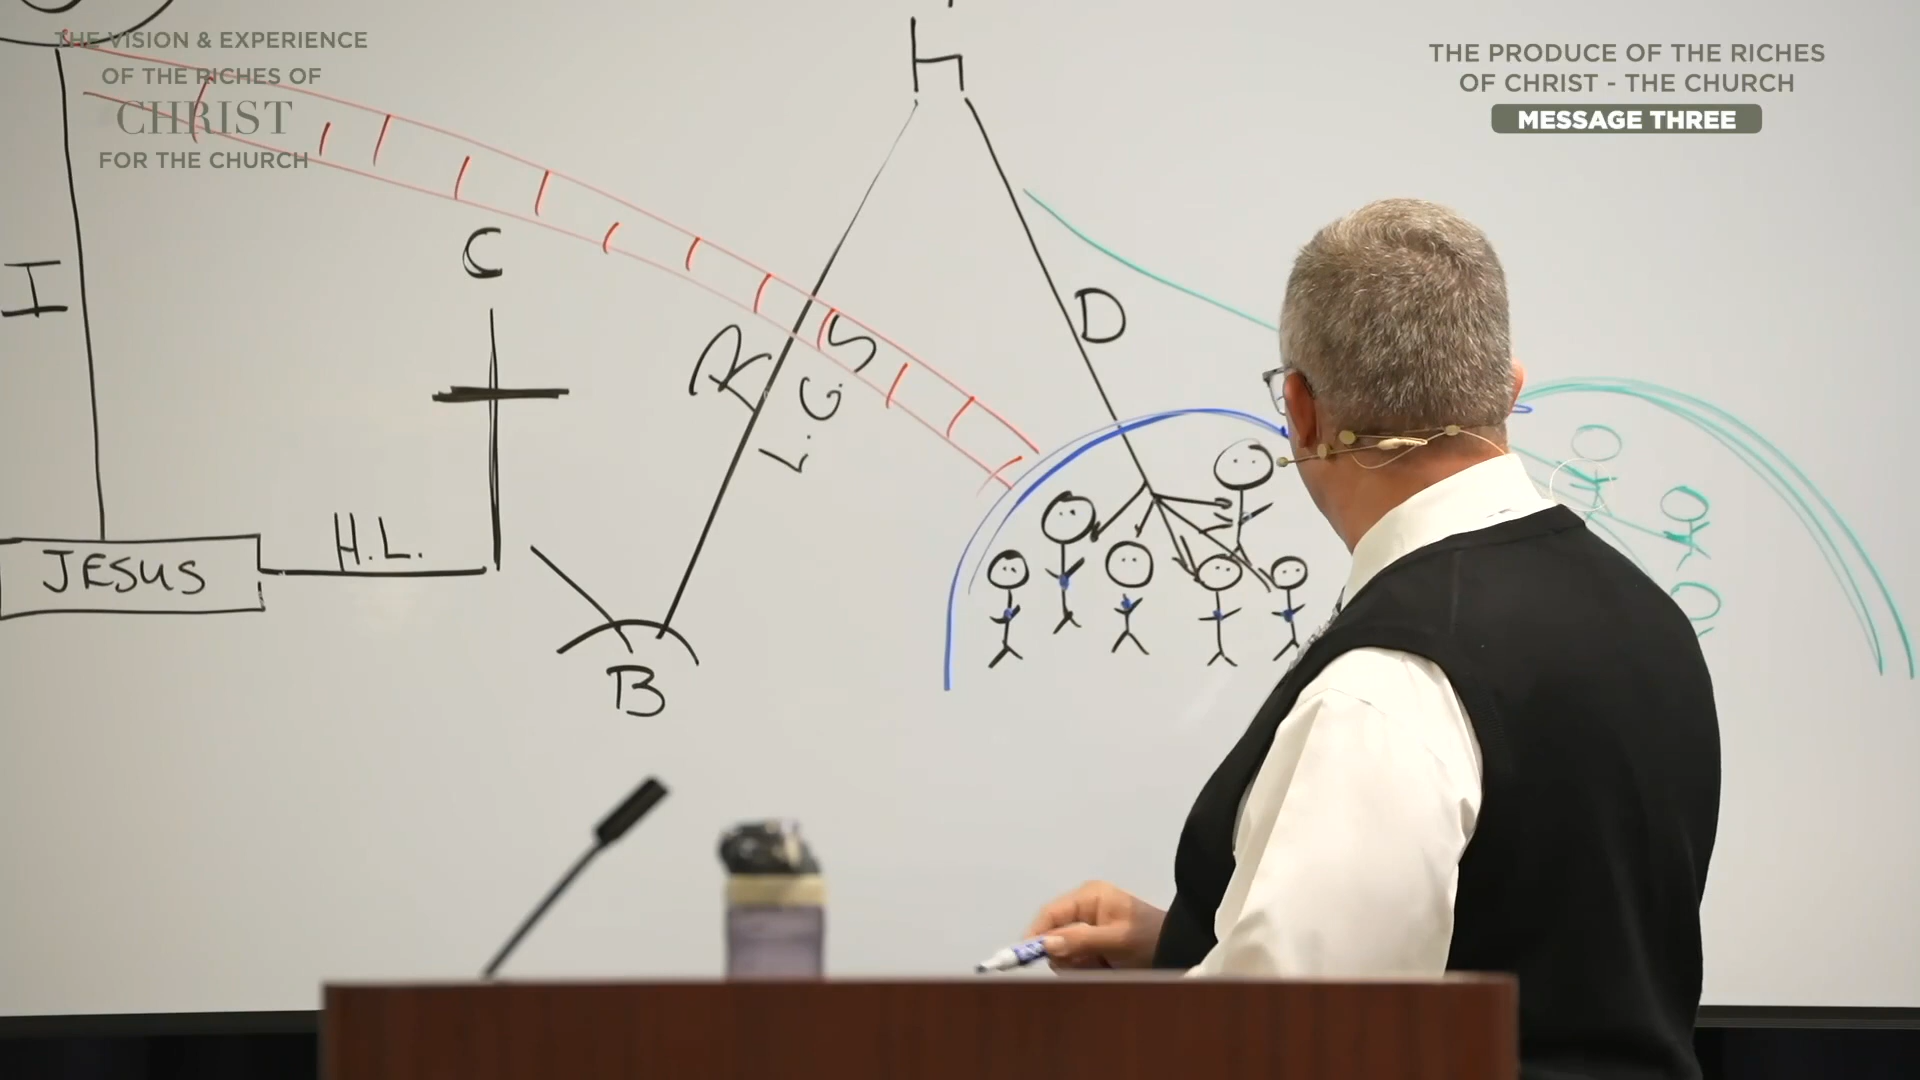 THE VISION & EXPERIENCE
OF THE RICHES OF
CHRIST
FOR THE CHURCH
THE PRODUCE OF THE RICHES
OF CHRIST - THE CHURCH
MESSAGE THREE
I
JESUS
H.L.
C
B
R
L.G.S
D